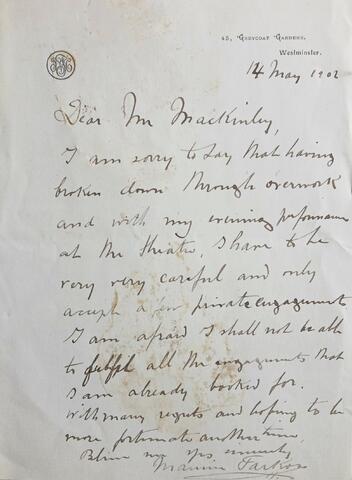 45, Greycoat Gardens,
Westminster.
14 May 1902
Dear Mr MacKinley,
I am sorry to say that having
broken down through overwork
and with my evening performance
at the Theatre, I have to be
very very careful and only
accept a few private engagements
I am afraid I shall not be able
to fulfil all the engagements that
I am already booked for.
With many regrets and hoping to be
more fortunate another time,
Believe me yrs sincerely